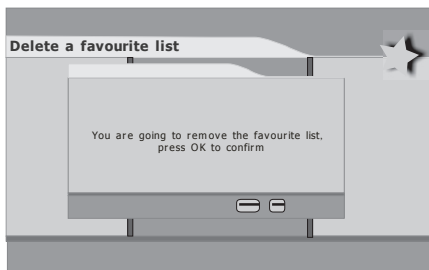 Delete a favourite list
You are going to remove the favourite list,
press OK to confirm